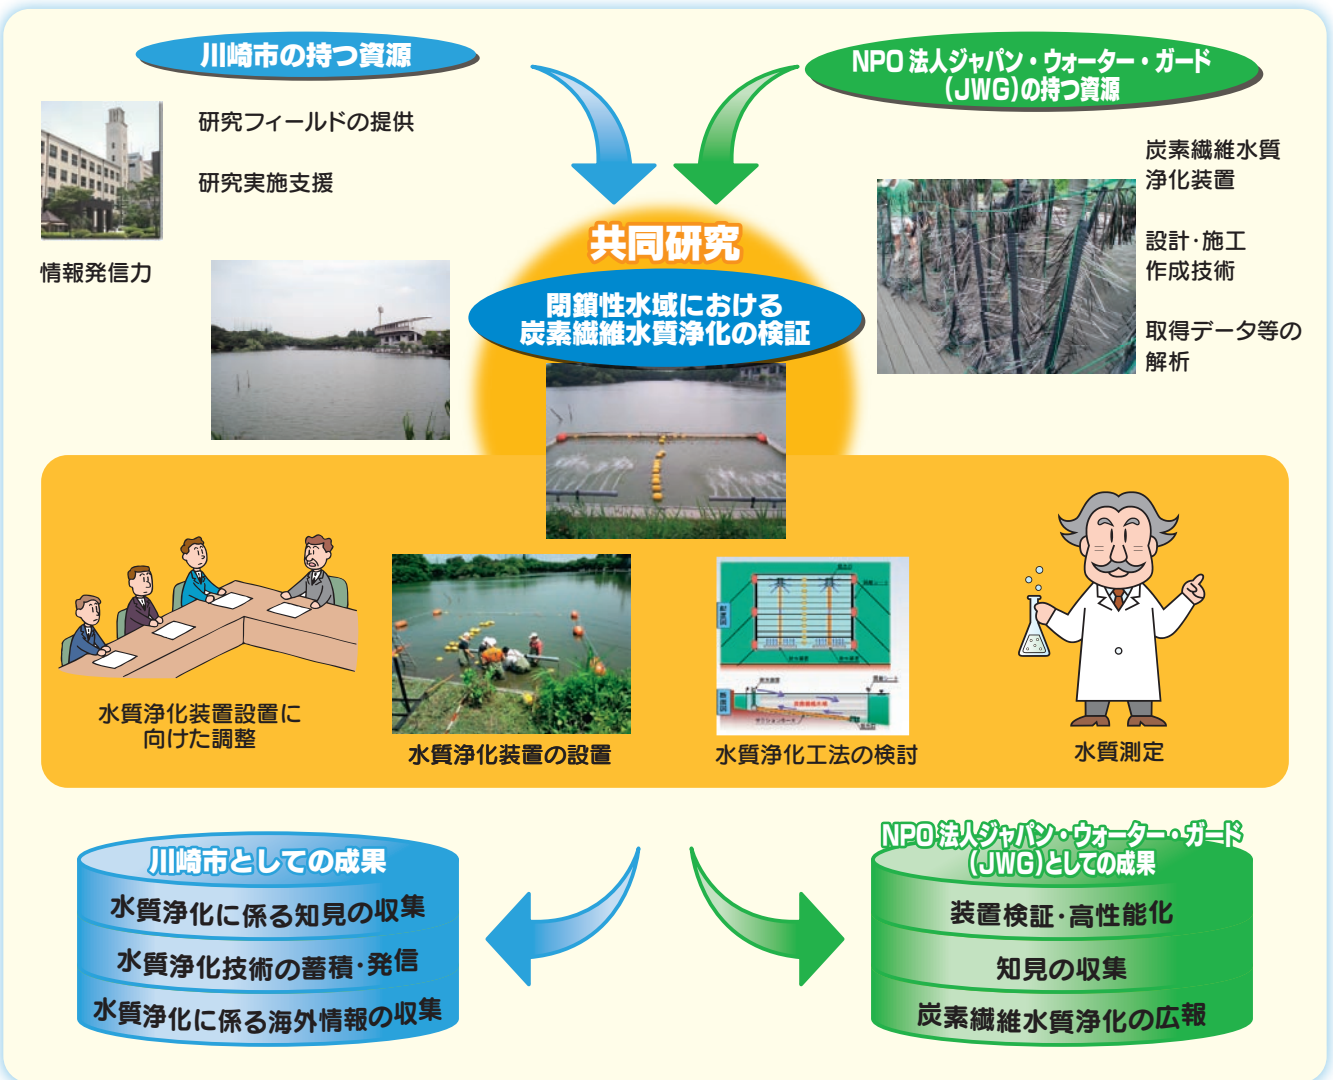 川崎市の持つ資源
NPO 法人ジャパン・ウォーター・ガード
(JWG)の持つ資源
研究フィールドの提供
研究実施支援
情報発信力
炭素繊維水質
浄化装置
設計・施工
作成技術
取得データ等の
解析
共同研究
閉鎖性水域における
炭素繊維水質浄化の検証
水質浄化装置設置に
向けた調整
水質浄化装置の設置
配置図
断面図
水質浄化工法の検討
水質測定
川崎市としての成果
水質浄化に係る知見の収集
水質浄化技術の蓄積・発信
水質浄化に係る海外情報の収集
NPO 法人ジャパン・ウォーター・ガード
(JWG)としての成果
装置検証・高性能化
知見の収集
炭素繊維水質浄化の広報